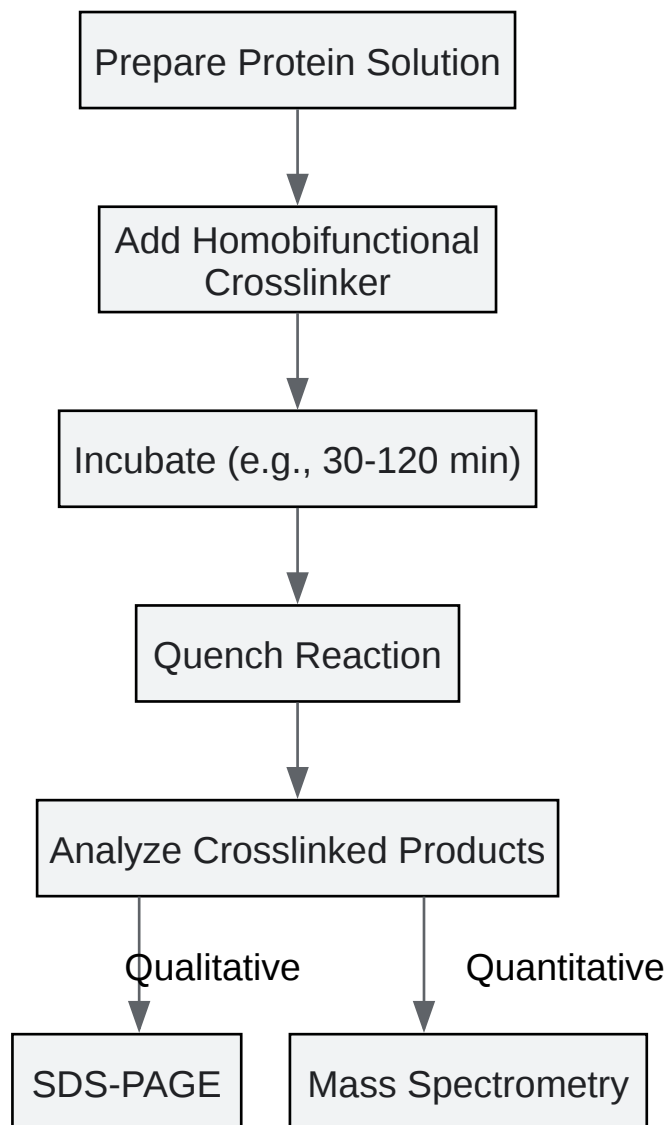 Prepare Protein Solution
Add Homobifunctional
Crosslinker
Incubate (e.g., 30-120 min)
Quench Reaction
Analyze Crosslinked Products
Qualitative
Quantitative
SDS-PAGE
Mass Spectrometry